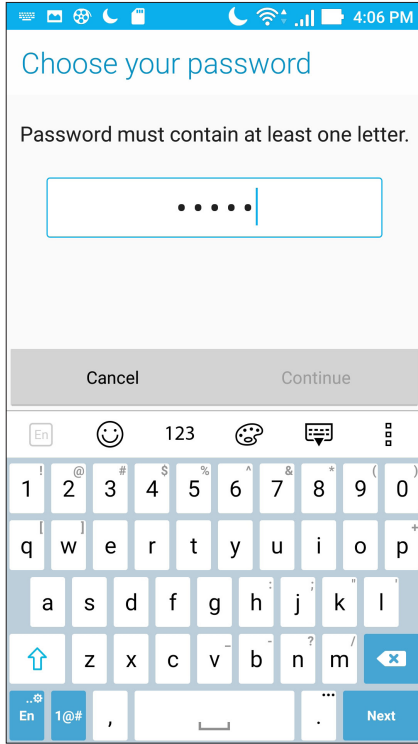 4:06 PM
Choose your password
Password must contain at least one letter.
•••••
Cancel Continue
En 123
! @ # $ % ^ & * ( )
1 2 3 4 5 6 7 8 9 0
[ ] +
q w e r t y u i o p
: ; " '
a s d f g h j k l
_ - ? /
z x c v b n m
En 1@# , . Next